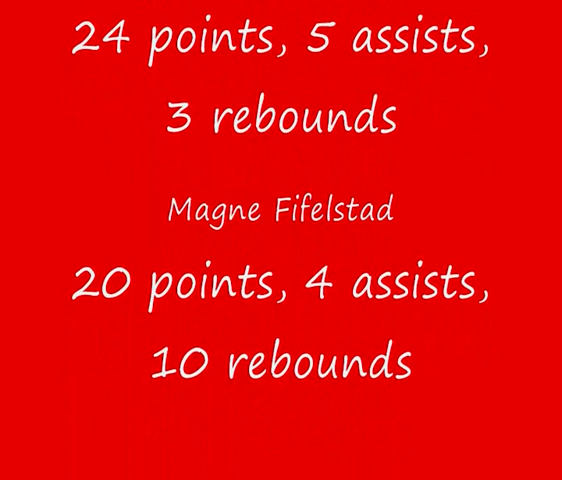 24 points, 5 assists,
3 rebounds
Magne Fifelstad
20 points, 4 assists,
10 rebounds